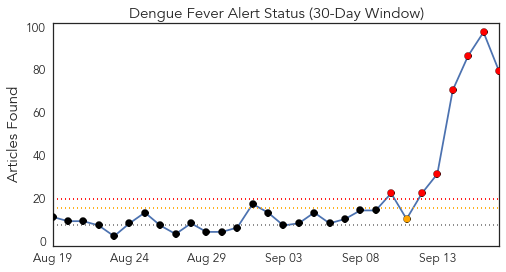 Dengue Fever Alert Status (30-Day Window)
Articles Found
100
80
60
40
20
0
Aug 19 Aug 24 Aug 29 Sep 03 Sep 08 Sep 13